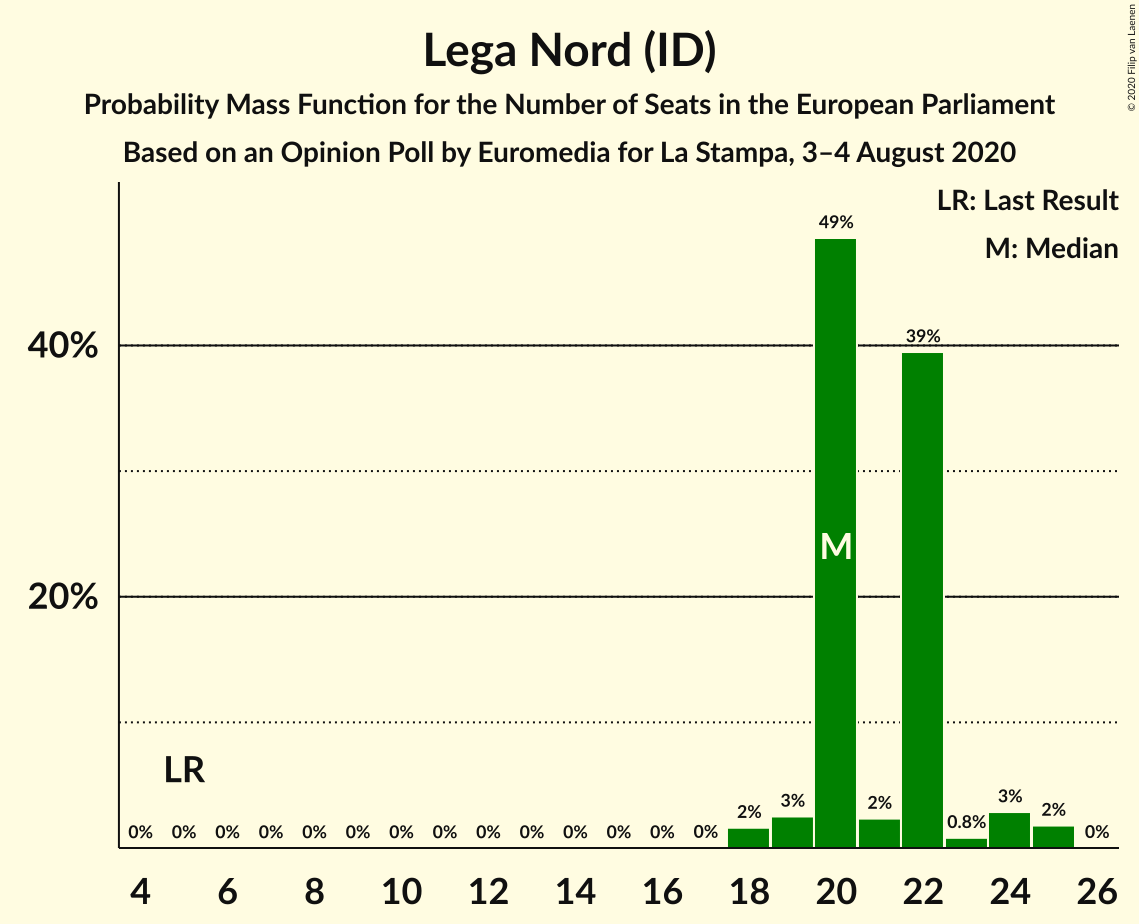 Lega Nord (ID)
Probability Mass Function for the Number of Seats in the European Parliament
Based on an Opinion Poll by Euromedia for La Stampa, 3–4 August 2020
© 2020 Filip van Laenen
LR: Last Result
M: Median
49%
40%
39%
M
20%
LR
0% 0% 0% 0% 0% 0% 0% 0% 0% 0% 0% 0% 0% 0% 2% 3% 2% 0.8% 3% 2% 0%
4 6 8 10 12 14 16 18 20 22 24 26